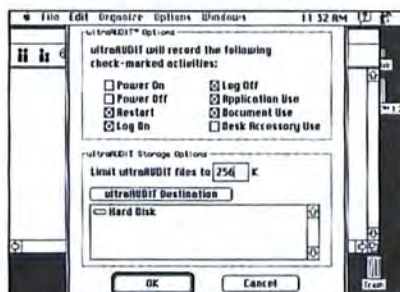 File Edit Organize Options Windows 11 32 AM
ultraAUDIT™ Options
ultraAUDIT will record the following
check-marked activities:
Power On Log Off
Power Off Application Use
Restart Document Use
Log On Desk Accessory Use
ultraAUDIT Storage Options
Limit ultraAUDIT files to 256 K
ultraAUDIT Destination
Hard Disk
OK Cancel
Trash